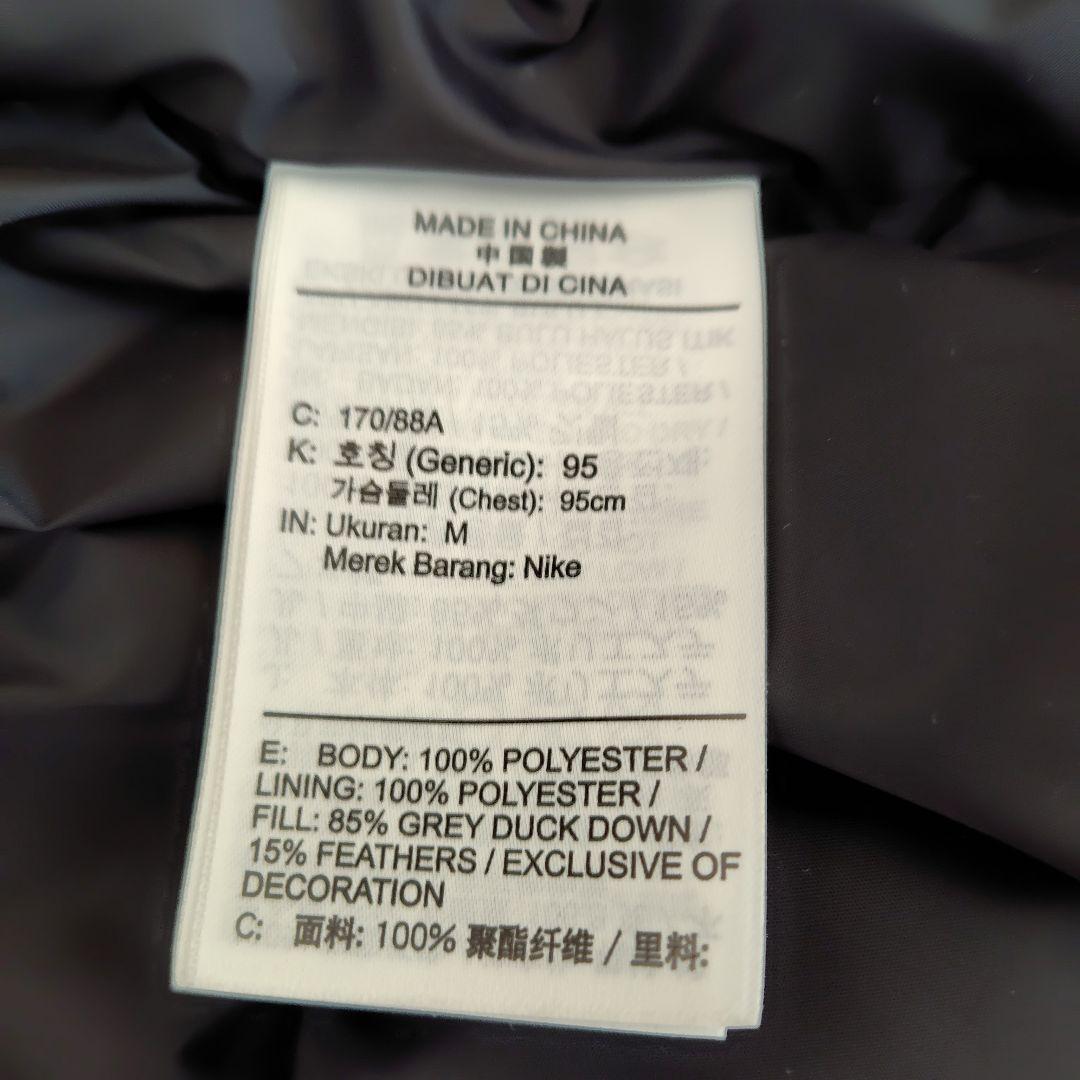 MADE IN CHINA
中国製
DIBUAT DI CINA
C: 170/88A
K: 호칭 (Generic): 95
가슴둘레 (Chest): 95cm
IN: Ukuran: M
Merek Barang: Nike
E: BODY: 100% POLYESTER /
LINING: 100% POLYESTER /
FILL: 85% GREY DUCK DOWN /
15% FEATHERS / EXCLUSIVE OF
DECORATION
C: 面料: 100% 聚酯纤维 / 里料: